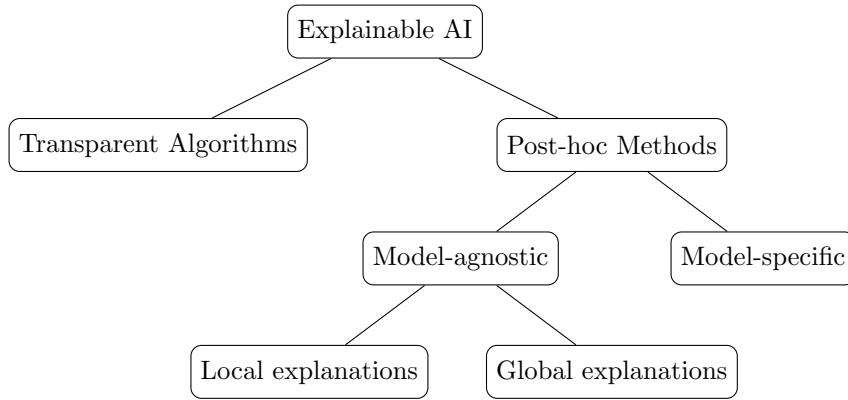 Explainable AI
Transparent Algorithms
Post-hoc Methods
Model-agnostic
Model-specific
Local explanations
Global explanations